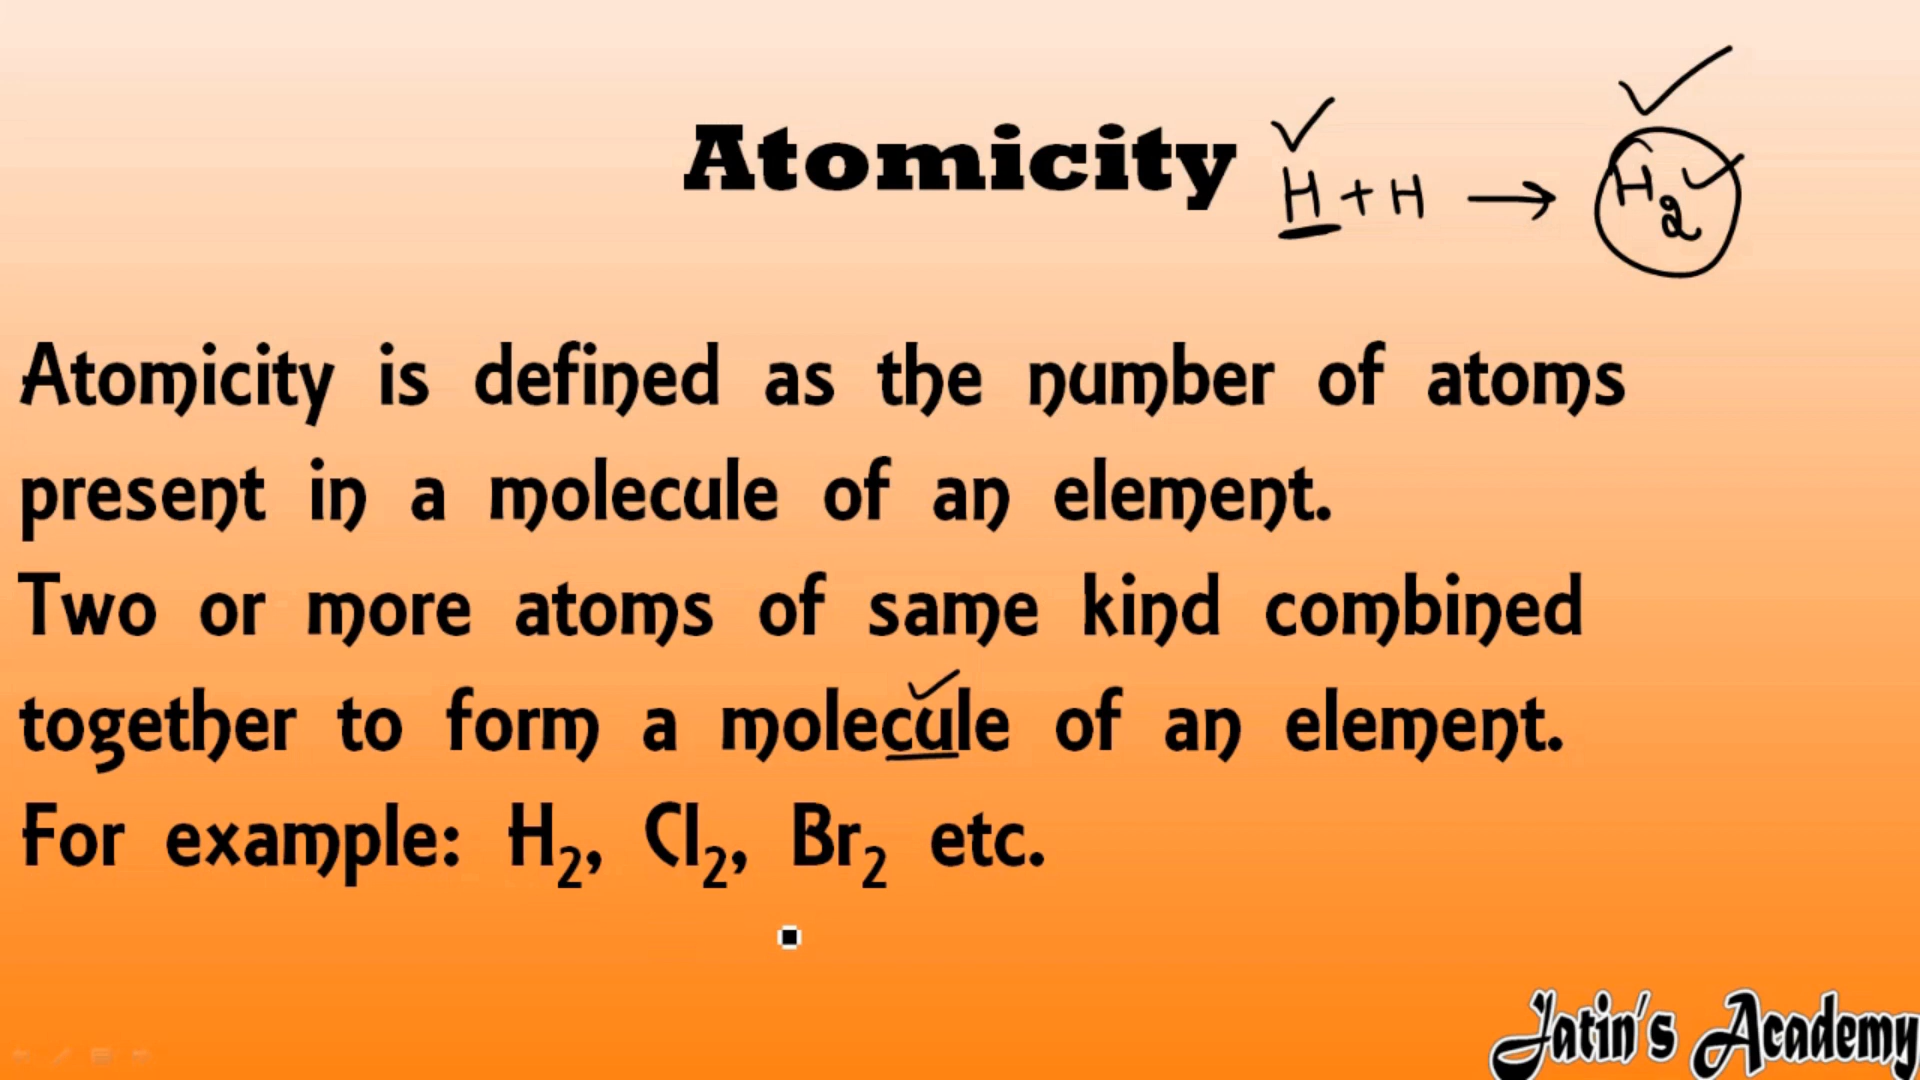 Atomicity
H + H → H₂
Atomicity is defined as the number of atoms
present in a molecule of an element.
Two or more atoms of same kind combined
together to form a molecule of an element.
For example: H₂, Cl₂, Br₂ etc.
Jatin's Academy